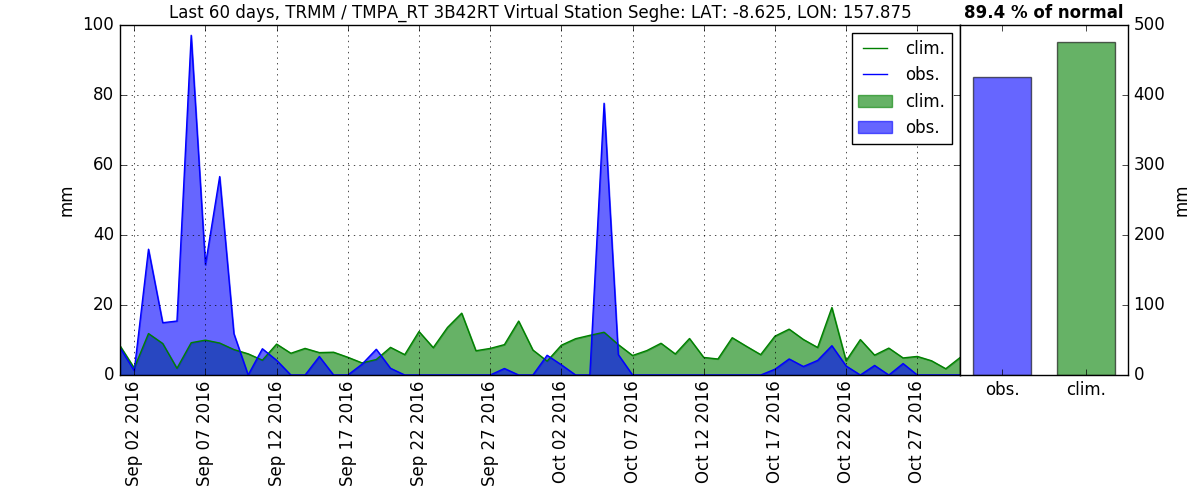 Last 60 days, TRMM / TMPA_RT 3B42RT Virtual Station Seghe: LAT: -8.625, LON: 157.875
89.4 % of normal
100
80
60
40
20
0
mm
clim.
obs.
clim.
obs.
500
400
300
200
100
0
mm
Sep 02 2016
Sep 07 2016
Sep 12 2016
Sep 17 2016
Sep 22 2016
Sep 27 2016
Oct 02 2016
Oct 07 2016
Oct 12 2016
Oct 17 2016
Oct 22 2016
Oct 27 2016
obs.
clim.